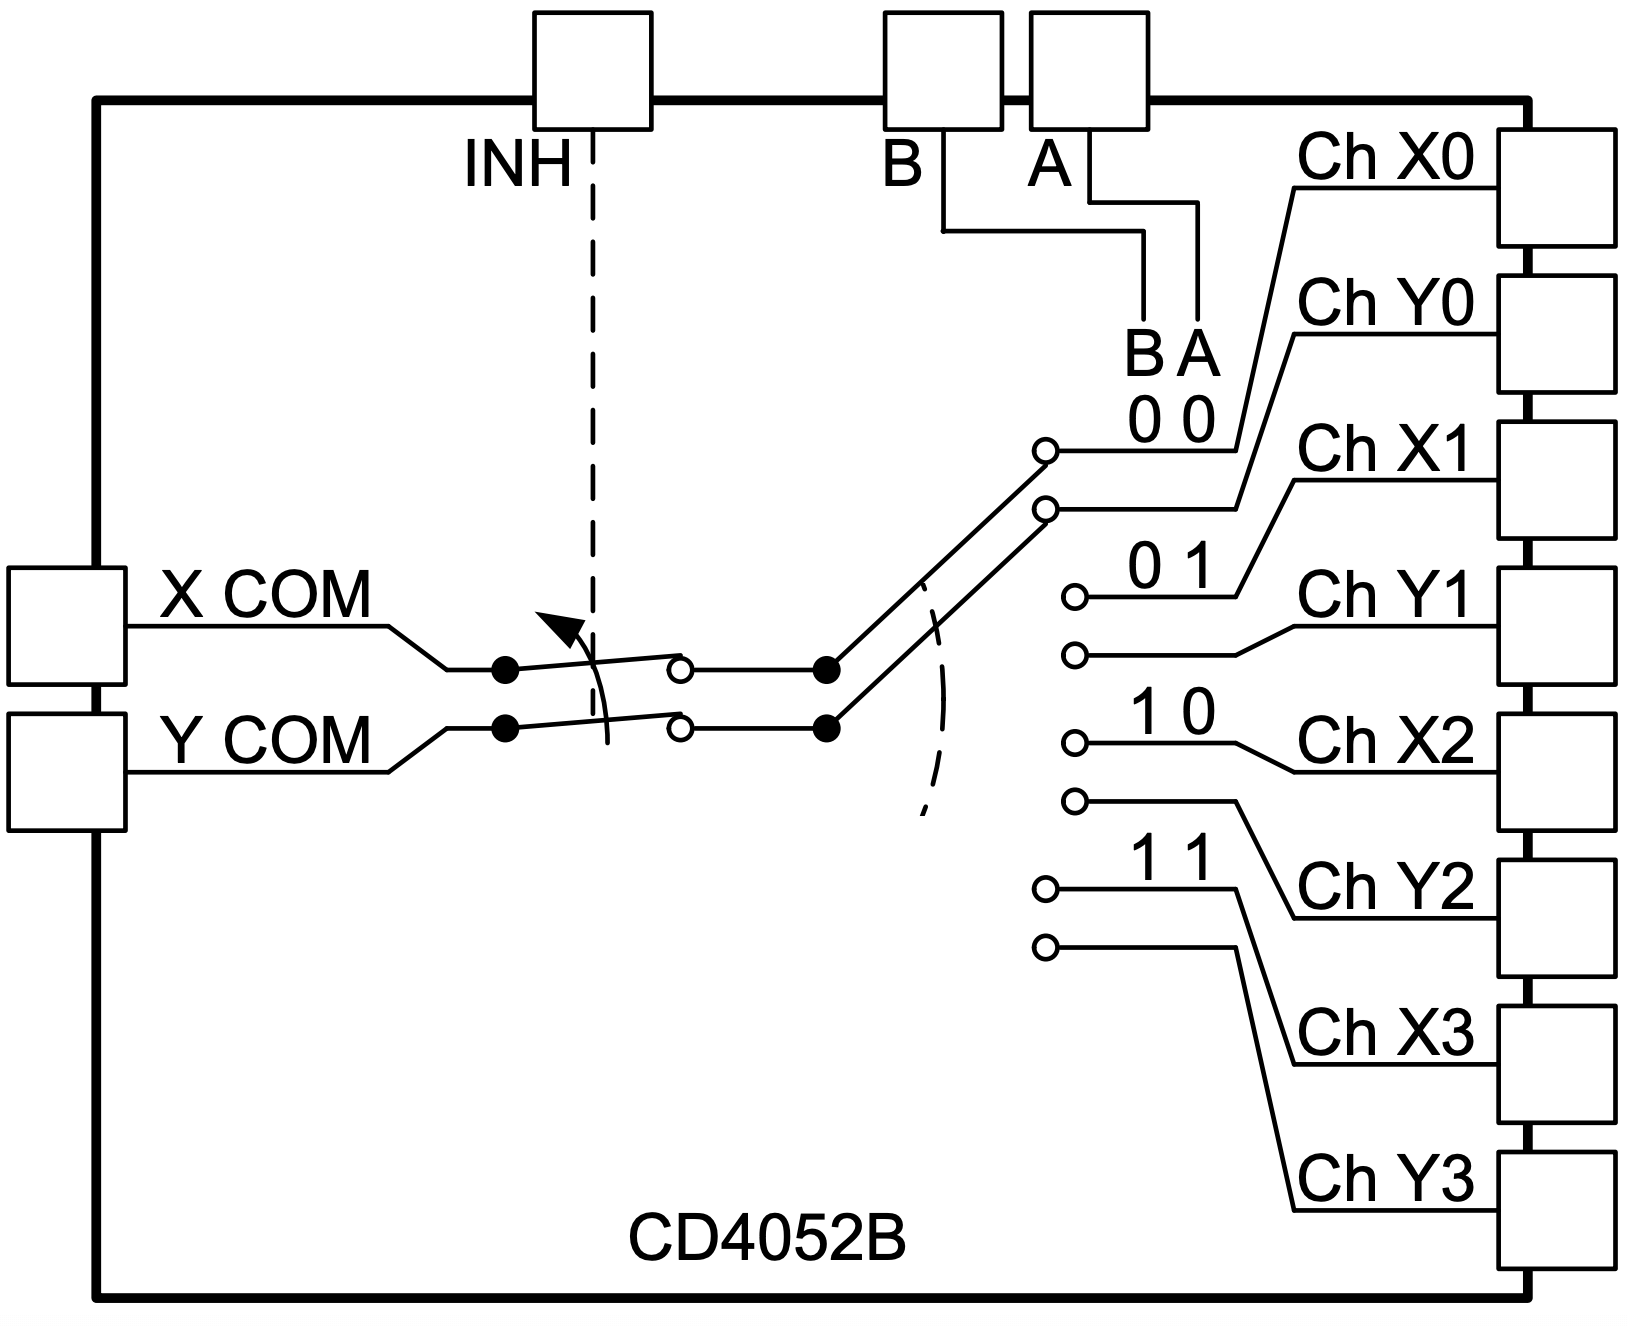 INH
B
A
Ch X0
Ch Y0
B A
0 0
Ch X1
0 1
X COM
Ch Y1
1 0
Y COM
Ch X2
1 1
Ch Y2
Ch X3
Ch Y3
CD4052B